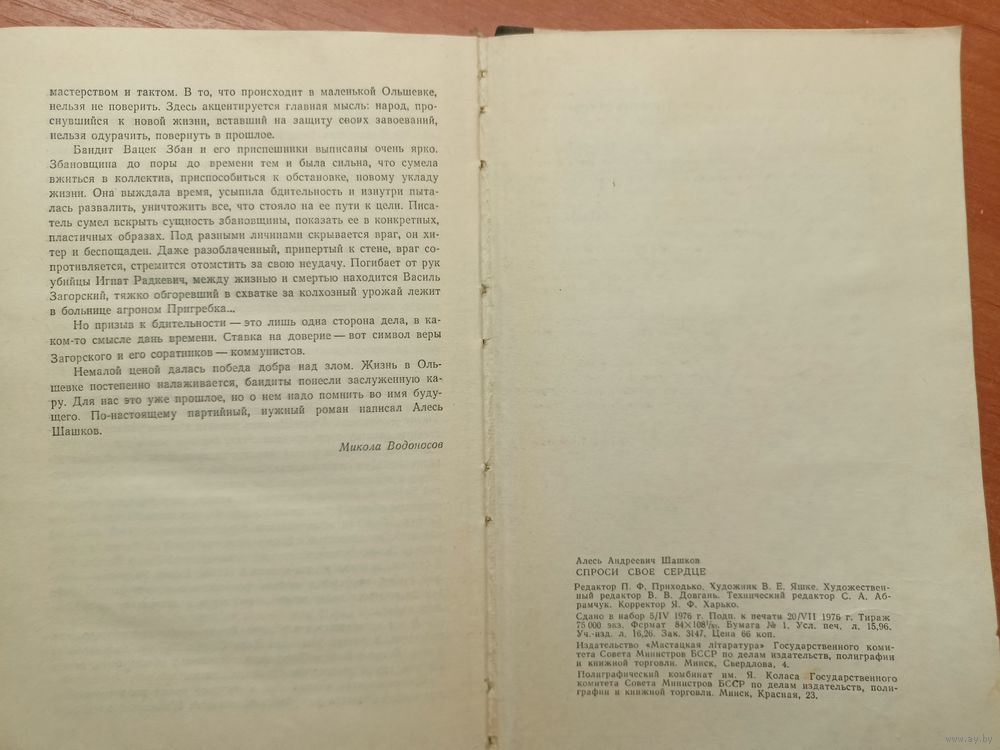 мастерством и тактом. В то, что происходит в маленькой Ольшевке,
нельзя не поверить. Здесь акцентируется главная мысль: народ, про-
снувшийся к новой жизни, вставший на защиту своих завоеваний,
нельзя одурачить, повернуть в прошлое.
Бандит Вацек Збан и его приспешники выписаны очень ярко.
Збановщина до поры до времени тем и была сильна, что сумела
вжиться в коллектив, приспособиться к обстановке, новому укладу
жизни. Она выждала время, усыпила бдительность и изнутри пыта-
лась развалить, уничтожить все, что стояло на ее пути к цели. Писа-
тель сумел вскрыть сущность збановщины, показать ее в конкретных,
пластичных образах. Под разными личинами скрывается враг, он хи-
тер и беспощаден. Даже разоблаченный, припертый к стене, враг со-
противляется, стремится отомстить за свою неудачу. Погибает от рук
убийцы Игнат Радкевич, между жизнью и смертью находится Василь
Загорский, тяжко обгоревший в схватке за колхозный урожай лежит
в больнице агроном Пригребка...
Но призыв к бдительности — это лишь одна сторона дела, в ка-
ком-то смысле дань времени. Ставка на доверие — вот символ веры
Загорского и его соратников — коммунистов.
Немалой ценой далась победа добра над злом. Жизнь в Оль-
шевке постепенно налаживается, бандиты понесли заслуженную ка-
ру. Для нас это уже прошлое, но о нем надо помнить во имя буду-
щего. По-настоящему партийный, нужный роман написал Алесь
Шашков.
Микола Водоносов
Алесь Андреевич Шашков
СПРОСИ СВОЕ СЕРДЦЕ
Редактор П. Ф. Приходько. Художник В. Е. Яшке. Художествен-
ный редактор В. В. Довгань. Технический редактор С. А. Аб-
рамчук. Корректор Я. Ф. Харько.
Сдано в набор 5/IV 1976 г. Подп. к печати 20/VII 1976 г. Тираж
75 000 экз. Формат 84×108¹/₃₂. Бумага № 1. Усл. печ. л. 15,96.
Уч.-изд. л. 16,26. Зак. 3147. Цена 66 коп.
Издательство «Мастацкая літаратура» Государственного коми-
тета Совета Министров БССР по делам издательств, полиграфии
и книжной торговли. Минск, Свердлова, 4.
Полиграфический комбинат им. Я. Коласа Государственного
комитета Совета Министров БССР по делам издательств, поли-
графии и книжной торговли. Минск, Красная, 23.
www.ay.by